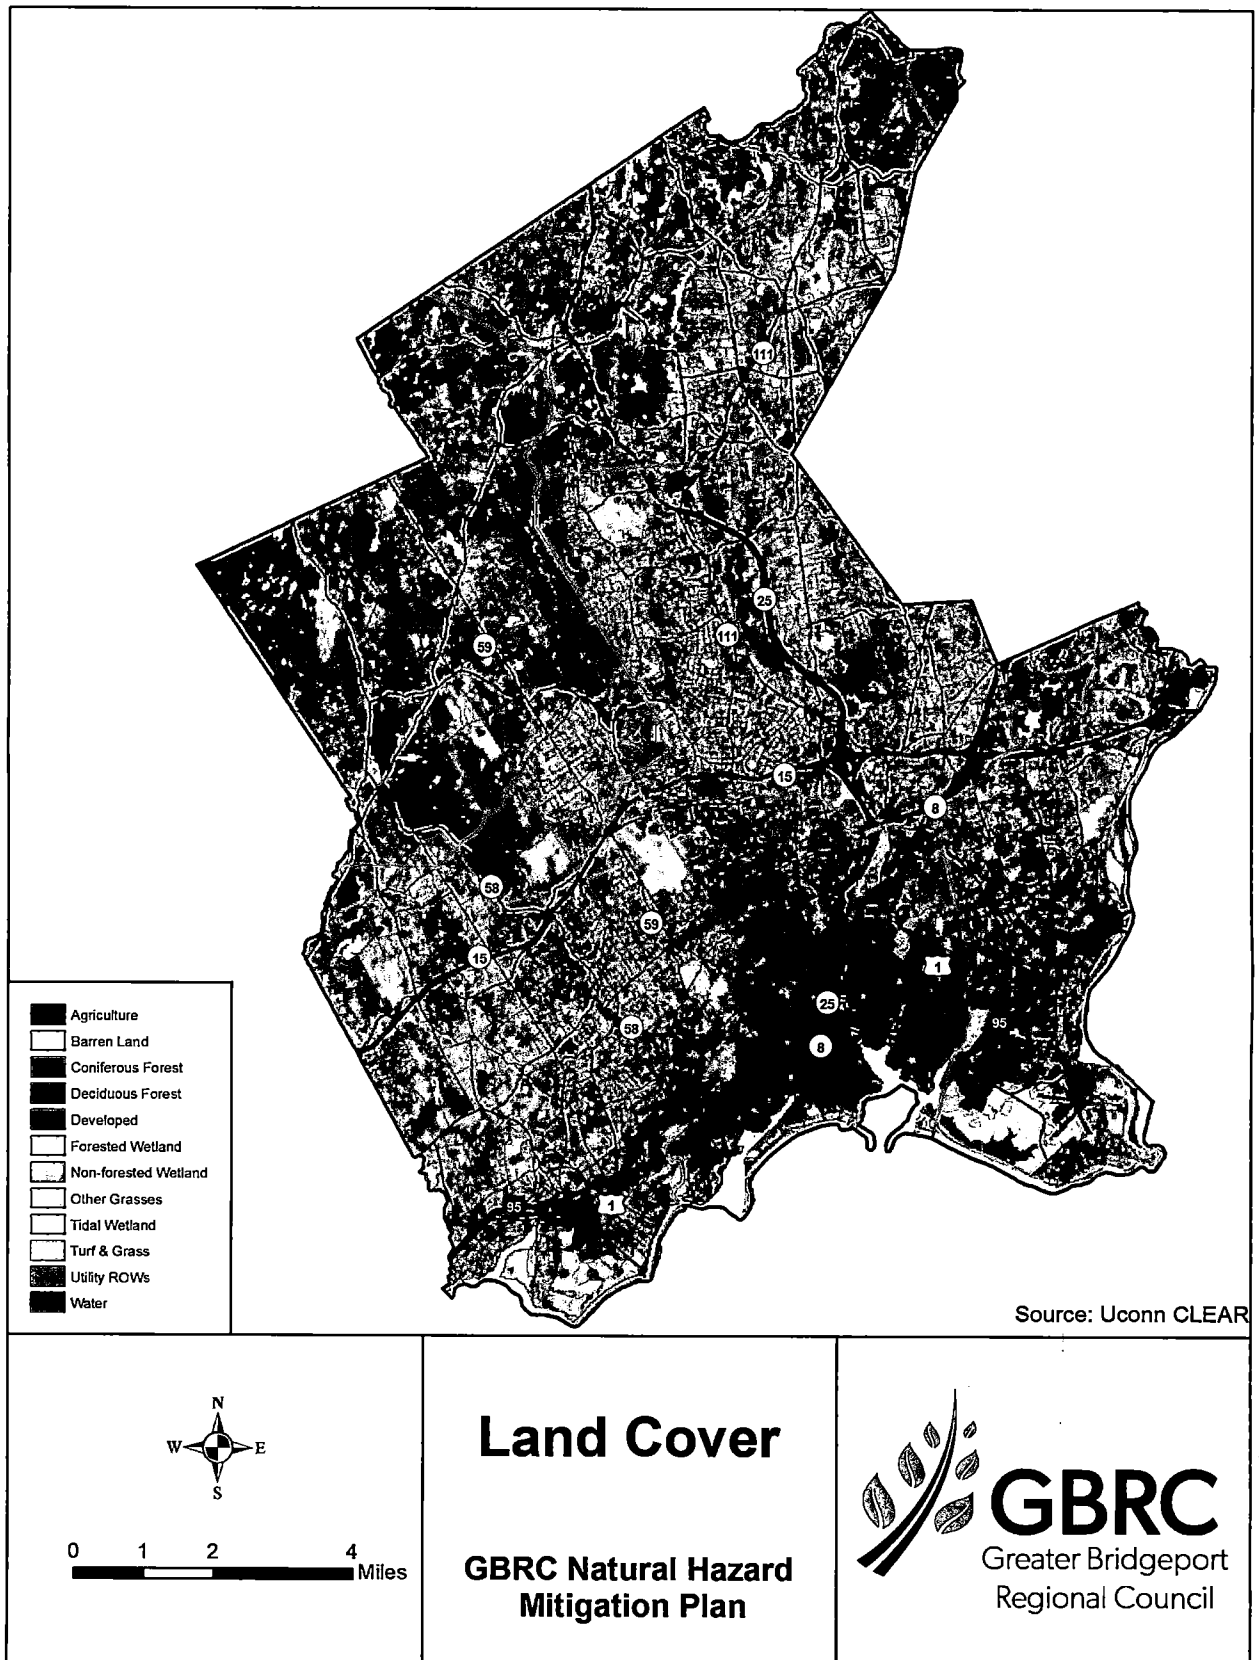 111
25
111
59
15
8
58
59
15
1
25
95
58
8
95
1
Agriculture
Barren Land
Coniferous Forest
Deciduous Forest
Developed
Forested Wetland
Non-forested Wetland
Other Grasses
Tidal Wetland
Turf & Grass
Utility ROWs
Water
Source: Uconn CLEAR
N
W E
S
0 1 2 4
Miles
Land Cover
GBRC Natural Hazard
Mitigation Plan
GBRC
Greater Bridgeport
Regional Council